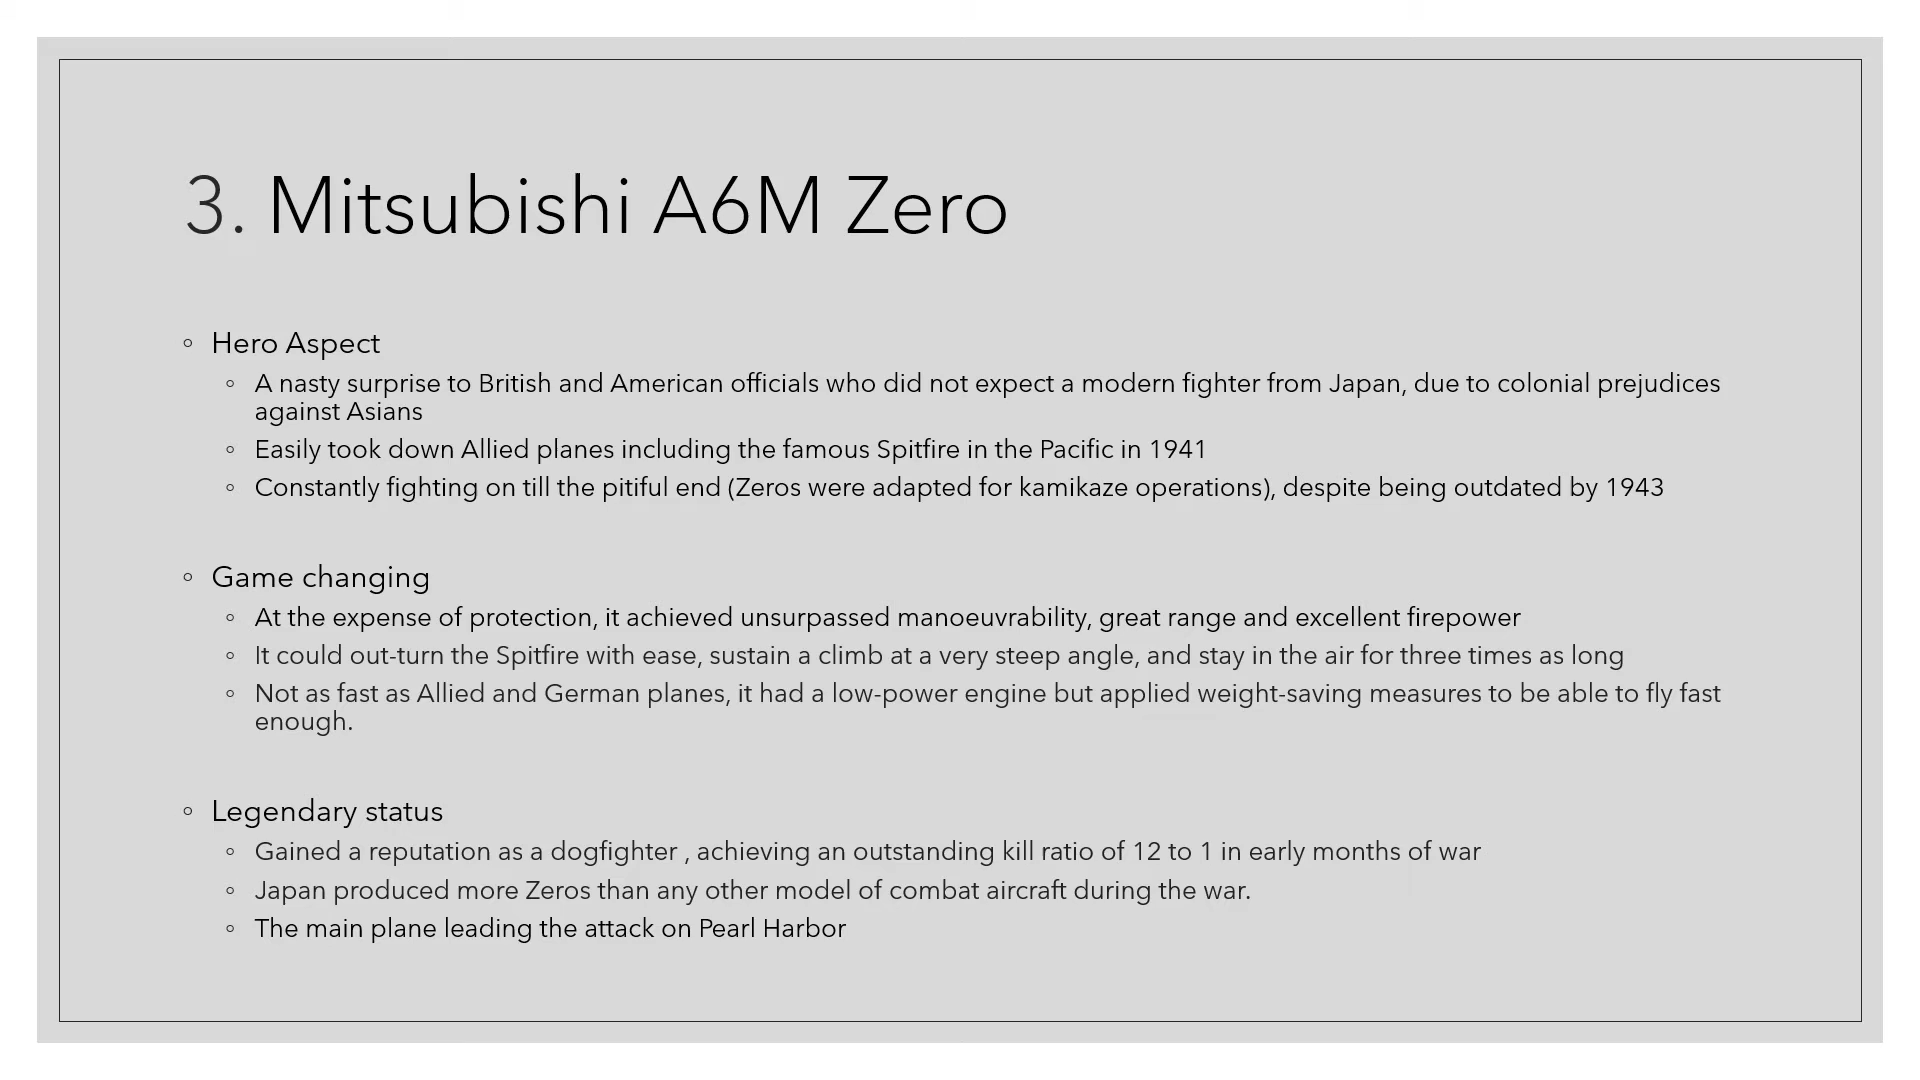 3. Mitsubishi A6M Zero
◦ Hero Aspect
◦ A nasty surprise to British and American officials who did not expect a modern fighter from Japan, due to colonial prejudices
against Asians
◦ Easily took down Allied planes including the famous Spitfire in the Pacific in 1941
◦ Constantly fighting on till the pitiful end (Zeros were adapted for kamikaze operations), despite being outdated by 1943
◦ Game changing
◦ At the expense of protection, it achieved unsurpassed manoeuvrability, great range and excellent firepower
◦ It could out-turn the Spitfire with ease, sustain a climb at a very steep angle, and stay in the air for three times as long
◦ Not as fast as Allied and German planes, it had a low-power engine but applied weight-saving measures to be able to fly fast
enough.
◦ Legendary status
◦ Gained a reputation as a dogfighter , achieving an outstanding kill ratio of 12 to 1 in early months of war
◦ Japan produced more Zeros than any other model of combat aircraft during the war.
◦ The main plane leading the attack on Pearl Harbor